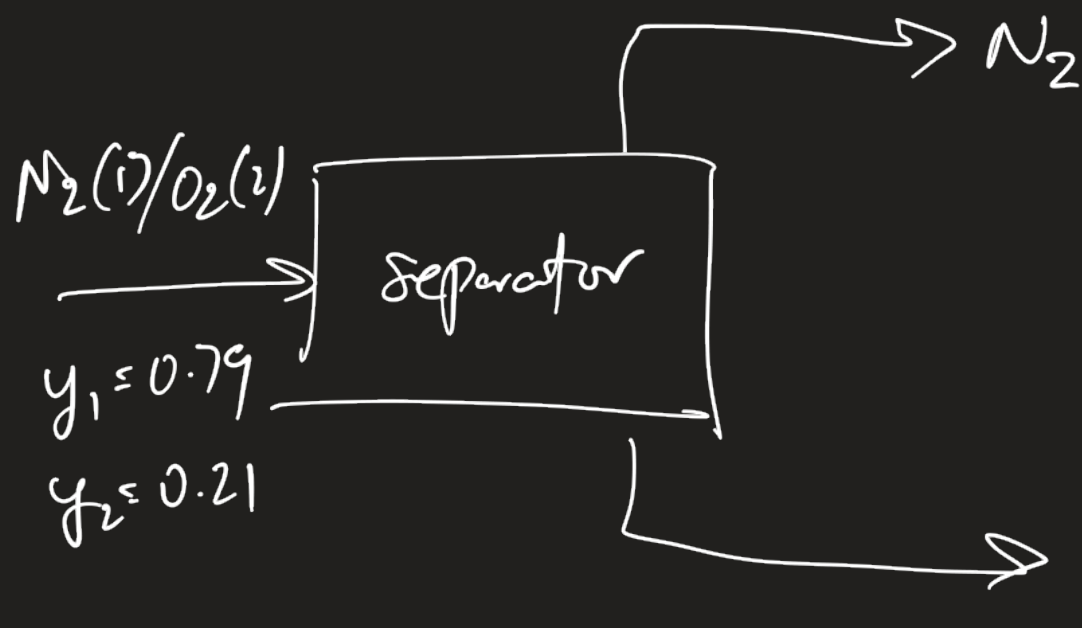 N₂
N₂(1)/O₂(2)
separator
y₁ = 0.79
y₂ = 0.21